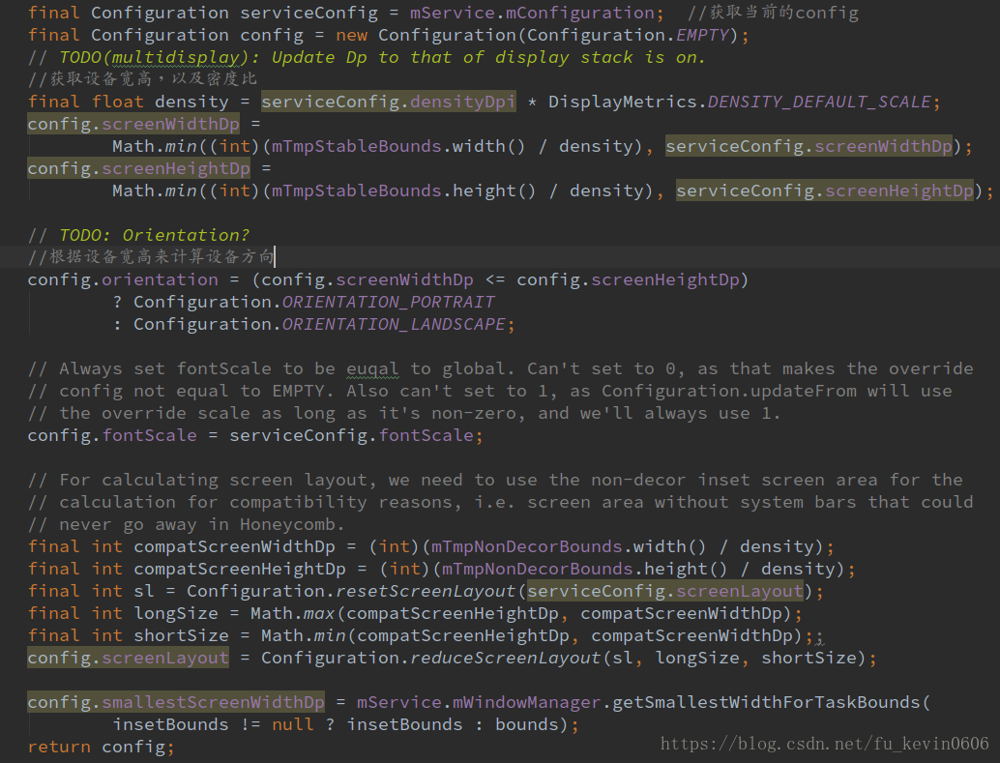 final Configuration serviceConfig = mService.mConfiguration;  //获取当前的config
final Configuration config = new Configuration(Configuration.EMPTY);
// TODO(multidisplay): Update Dp to that of display stack is on.
//获取设备宽高，以及密度比
final float density = serviceConfig.densityDpi * DisplayMetrics.DENSITY_DEFAULT_SCALE;
config.screenWidthDp =
        Math.min((int)(mTmpStableBounds.width() / density), serviceConfig.screenWidthDp);
config.screenHeightDp =
        Math.min((int)(mTmpStableBounds.height() / density), serviceConfig.screenHeightDp);
// TODO: Orientation?
//根据设备宽高来计算设备方向
config.orientation = (config.screenWidthDp <= config.screenHeightDp)
        ? Configuration.ORIENTATION_PORTRAIT
        : Configuration.ORIENTATION_LANDSCAPE;
// Always set fontScale to be euqal to global. Can't set to 0, as that makes the override
// config not equal to EMPTY. Also can't set to 1, as Configuration.updateFrom will use
// the override scale as long as it's non-zero, and we'll always use 1.
config.fontScale = serviceConfig.fontScale;
// For calculating screen layout, we need to use the non-decor inset screen area for the
// calculation for compatibility reasons, i.e. screen area without system bars that could
// never go away in Honeycomb.
final int compatScreenWidthDp = (int)(mTmpNonDecorBounds.width() / density);
final int compatScreenHeightDp = (int)(mTmpNonDecorBounds.height() / density);
final int sl = Configuration.resetScreenLayout(serviceConfig.screenLayout);
final int longSize = Math.max(compatScreenHeightDp, compatScreenWidthDp);
final int shortSize = Math.min(compatScreenHeightDp, compatScreenWidthDp);;
config.screenLayout = Configuration.reduceScreenLayout(sl, longSize, shortSize);
config.smallestScreenWidthDp = mService.mWindowManager.getSmallestWidthForTaskBounds(
        insetBounds != null ? insetBounds : bounds);
return config;
https://blog.csdn.net/fu_kevin0606